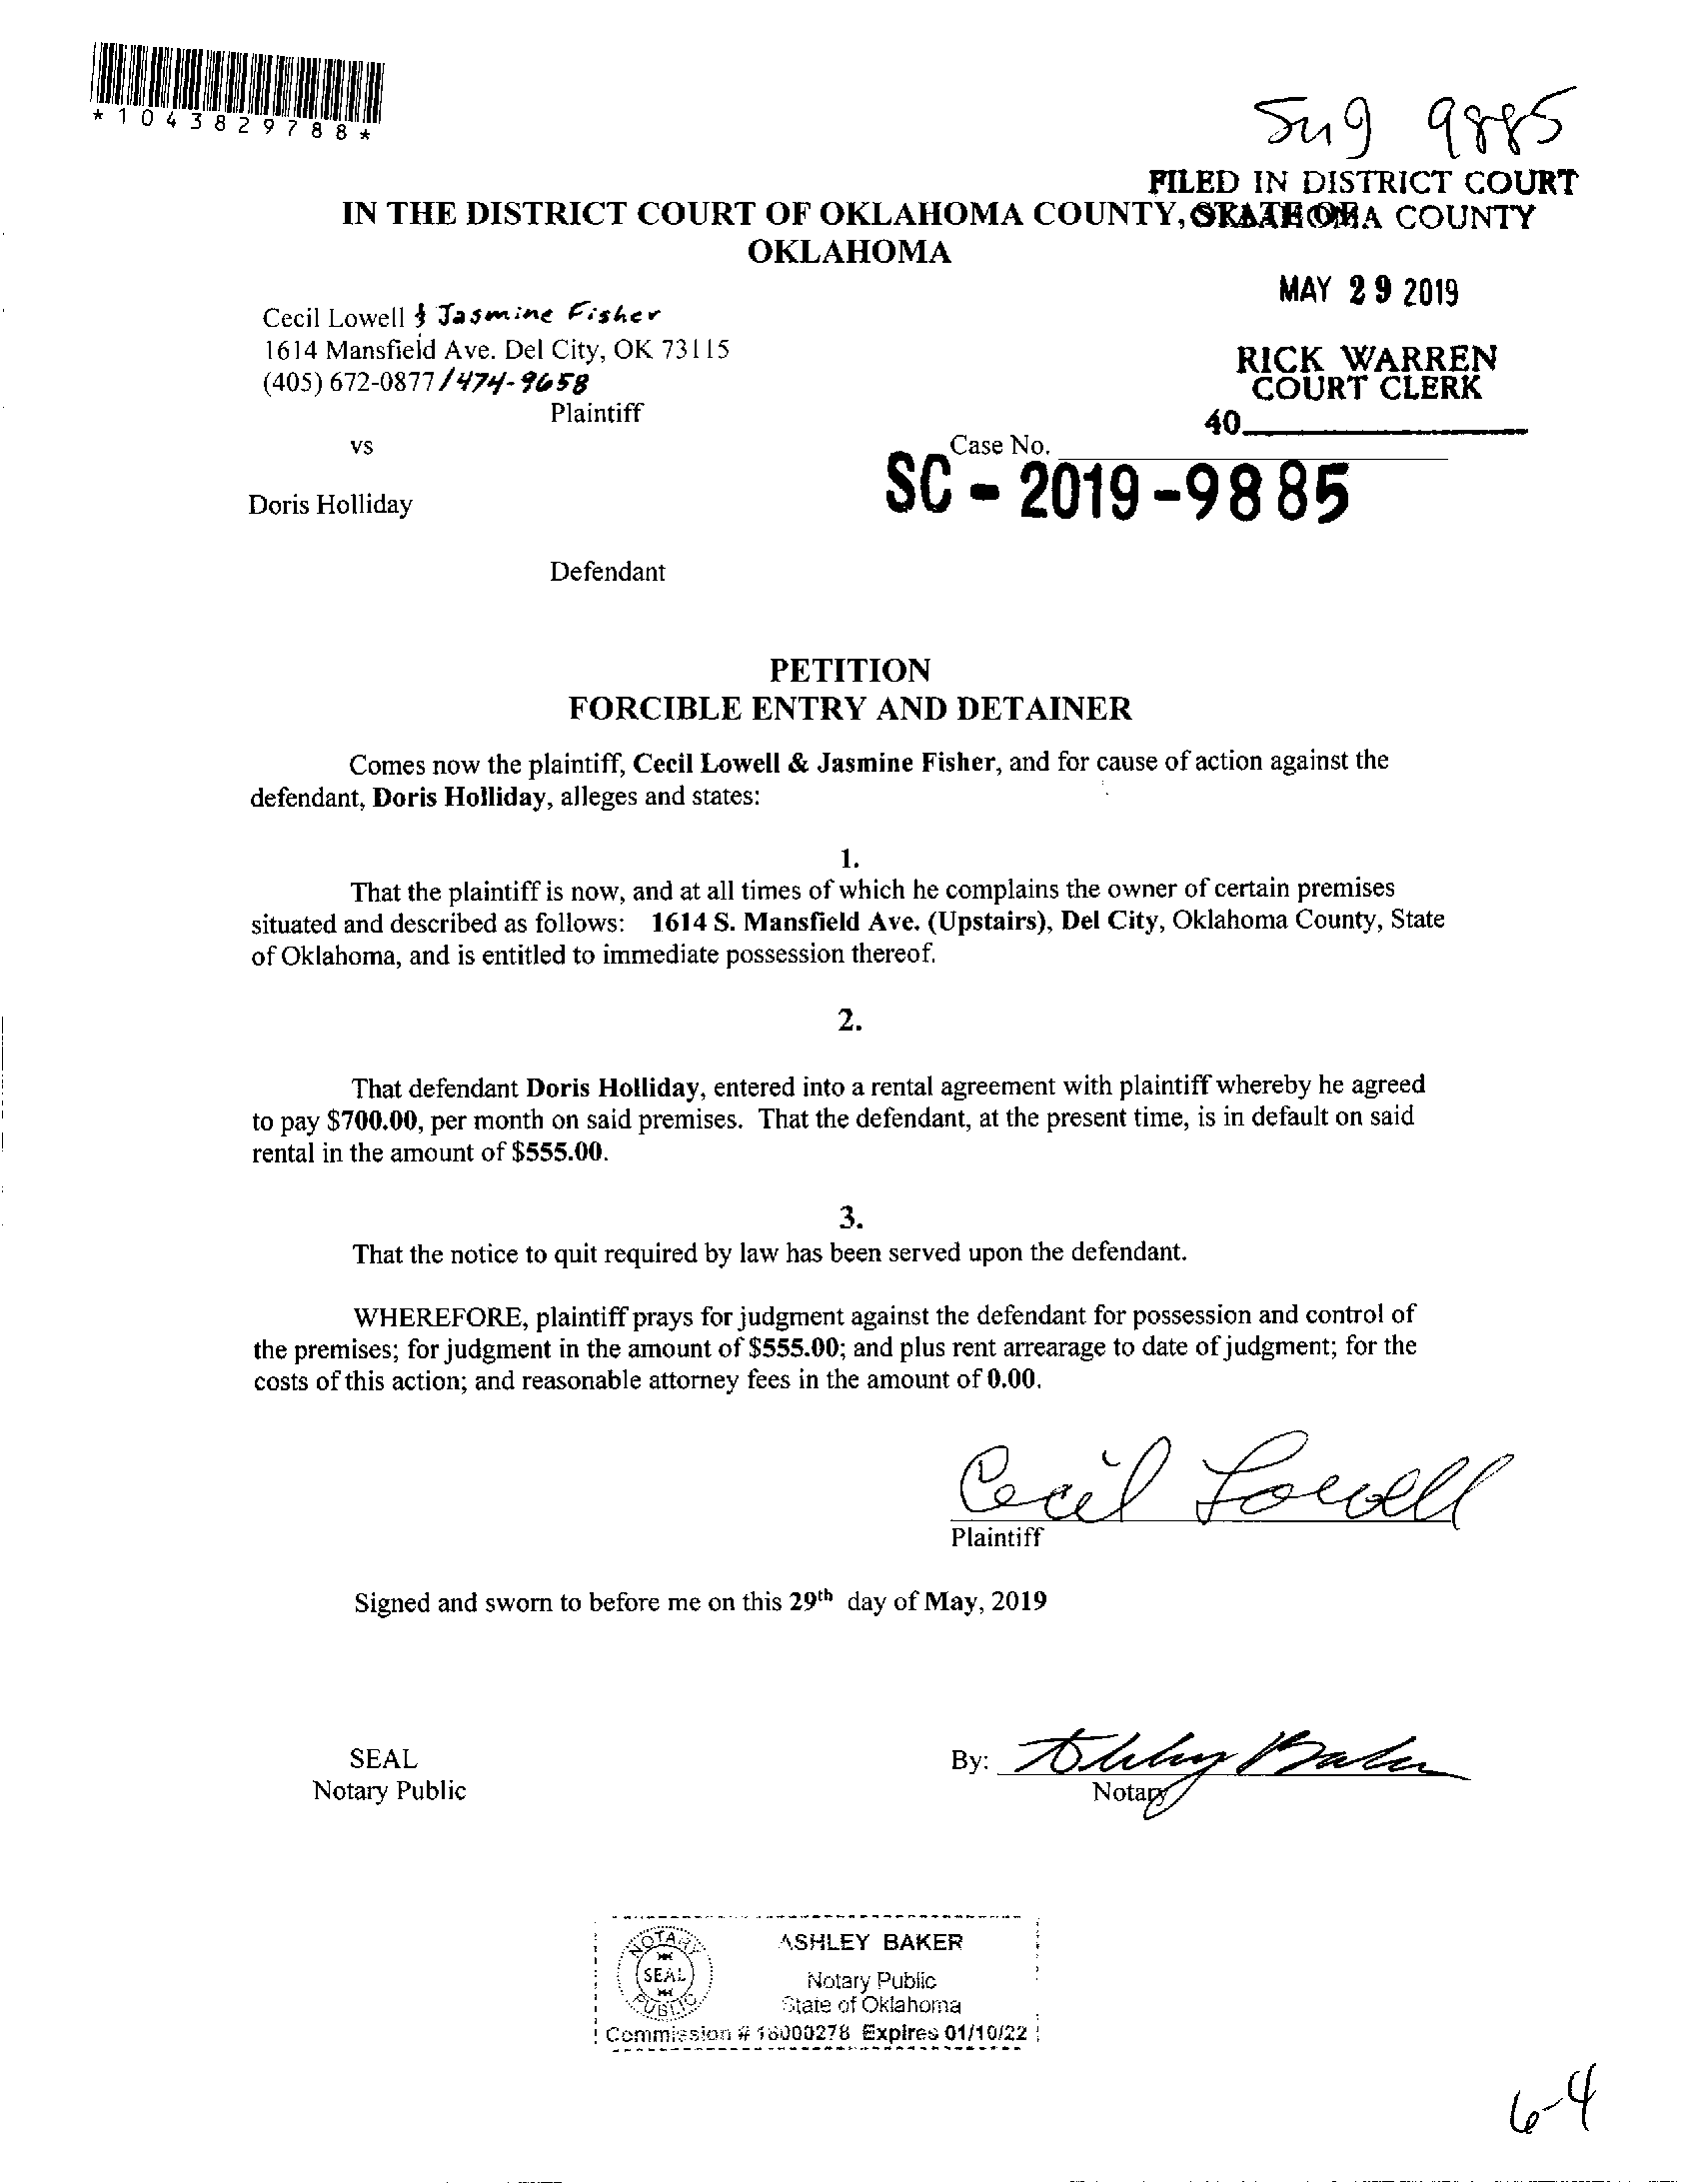 *1043829788*
9885
FILED IN DISTRICT COURT
IN THE DISTRICT COURT OF OKLAHOMA COUNTY, STATE OF
OKLAHOMA COUNTY
OKLAHOMA
MAY 29 2019
Cecil Lowell & Jasmine Fisher
1614 Mansfield Ave. Del City, OK 73115
RICK WARREN
(405) 672-0877/474-9658
COURT CLERK
Plaintiff
40
vs
Case No.
SC - 2019-9885
Doris Holliday
Defendant
PETITION
FORCIBLE ENTRY AND DETAINER
Comes now the plaintiff, Cecil Lowell & Jasmine Fisher, and for cause of action against the
defendant, Doris Holliday, alleges and states:
1.
That the plaintiff is now, and at all times of which he complains the owner of certain premises
situated and described as follows: 1614 S. Mansfield Ave. (Upstairs), Del City, Oklahoma County, State
of Oklahoma, and is entitled to immediate possession thereof.
2.
That defendant Doris Holliday, entered into a rental agreement with plaintiff whereby he agreed
to pay $700.00, per month on said premises. That the defendant, at the present time, is in default on said
rental in the amount of $555.00.
3.
That the notice to quit required by law has been served upon the defendant.
WHEREFORE, plaintiff prays for judgment against the defendant for possession and control of
the premises; for judgment in the amount of $555.00; and plus rent arrearage to date of judgment; for the
costs of this action; and reasonable attorney fees in the amount of 0.00.
Cecil Lowell
Plaintiff
Signed and sworn to before me on this 29th day of May, 2019
SEAL
By: Ashley Baker
Notary Public
Notary
NOTARY
SEAL
PUBLIC
ASHLEY BAKER
Notary Public
State of Oklahoma
Commission # 18000278 Expires 01/10/22
6-4